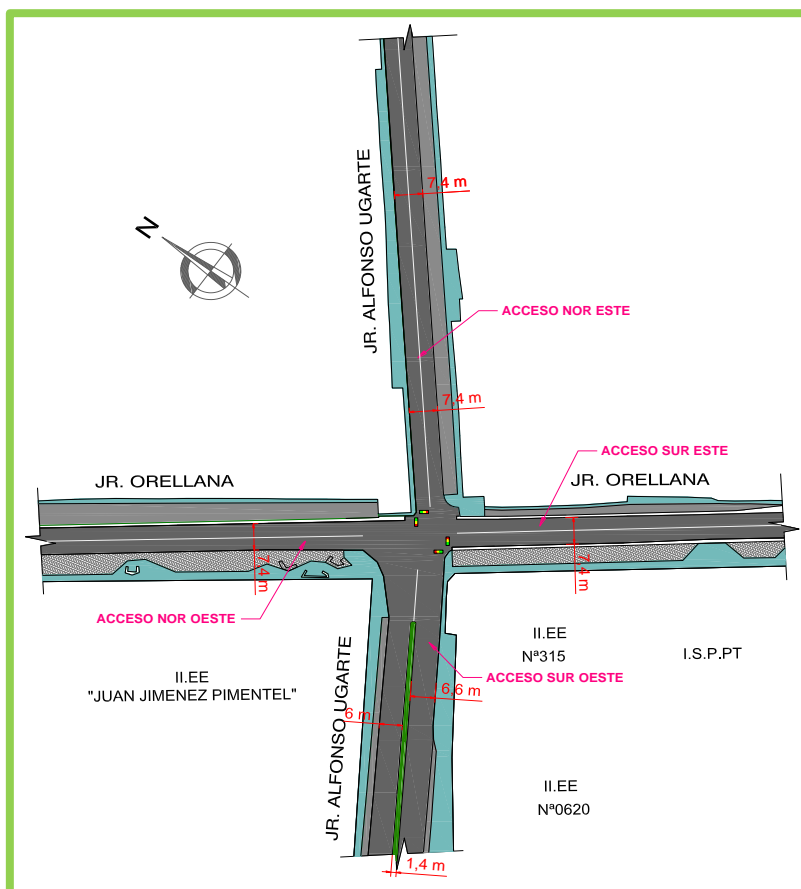 JR. ALFONSO UGARTE
7,4 m
N
ACCESO NOR ESTE
7,4 m
ACCESO SUR ESTE
JR. ORELLANA
JR. ORELLANA
7,4 m
7,4 m
ACCESO NOR OESTE
II.EE
Nª315
I.S.P.PT
II.EE
"JUAN JIMENEZ PIMENTEL"
ACCESO SUR OESTE
6,6 m
6 m
JR. ALFONSO UGARTE
II.EE
Nª0620
1,4 m